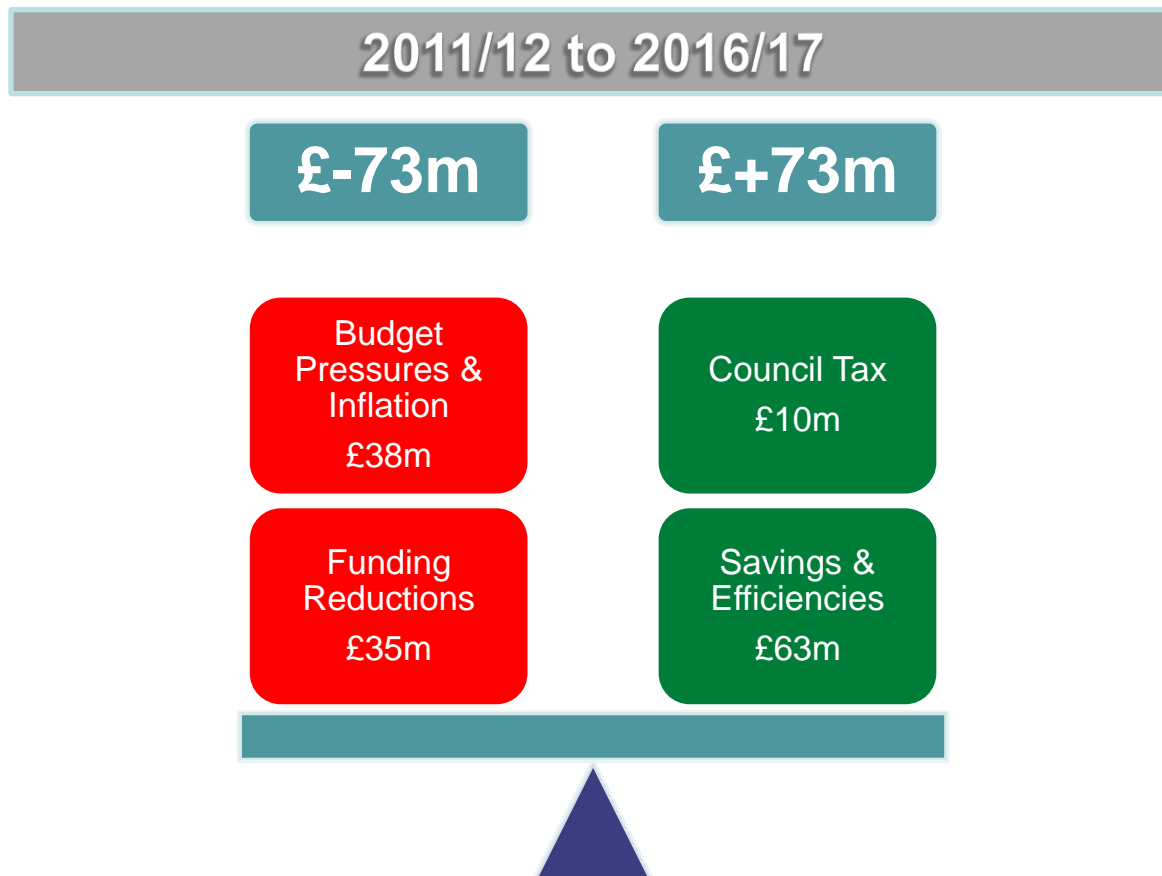 2011/12 to 2016/17
£-73m
£+73m
Budget
Pressures &
Inflation
£38m
Funding
Reductions
£35m
Council Tax
£10m
Savings &
Efficiencies
£63m